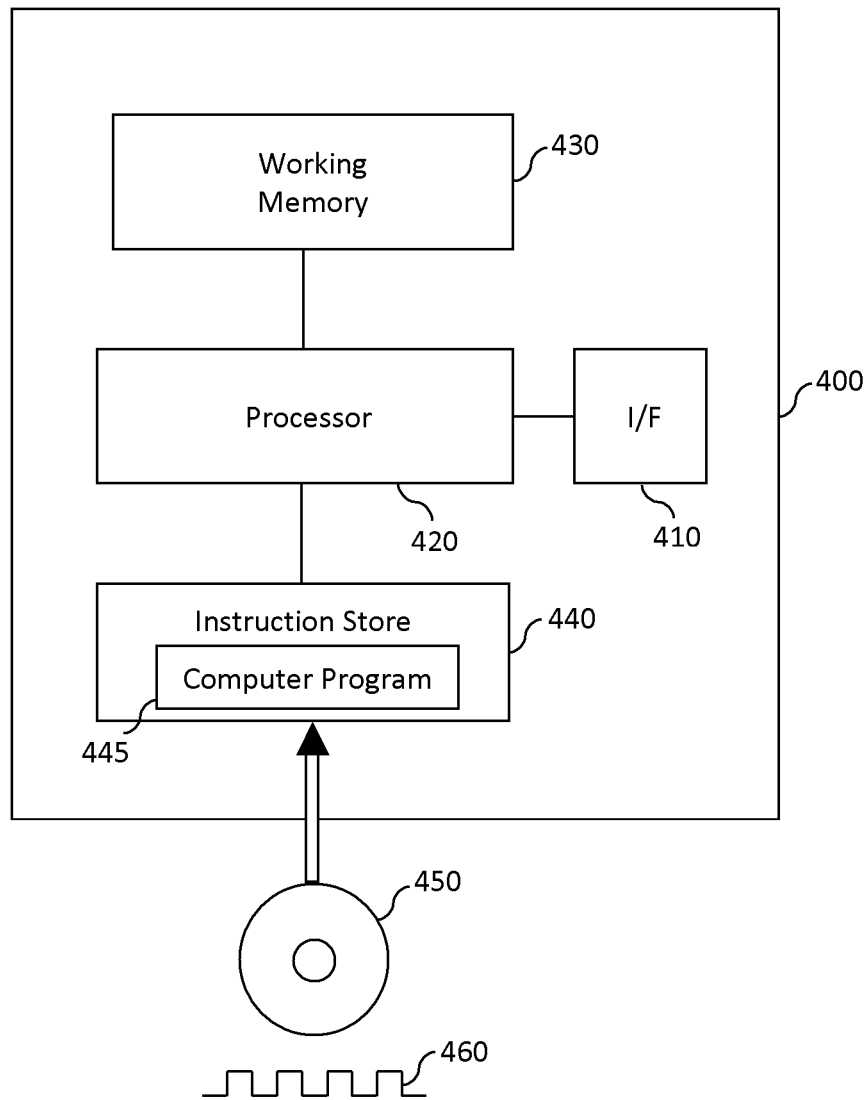 Working
Memory
430
Processor
I/F
400
420
410
Instruction Store
440
Computer Program
445
450
460